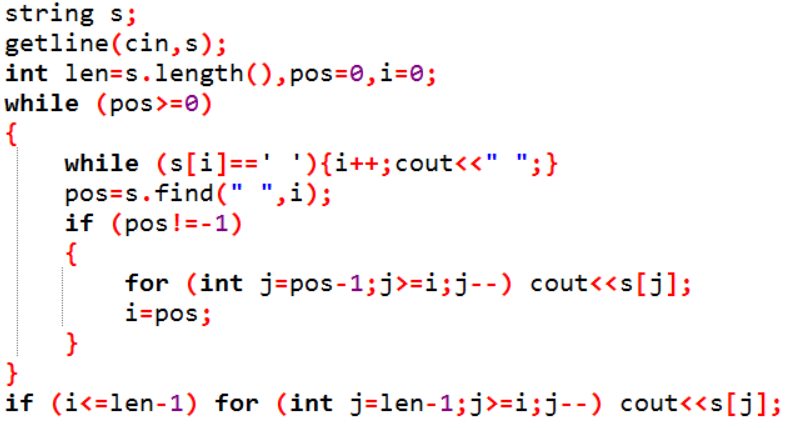 string s;
getline(cin,s);
int len=s.length(),pos=0,i=0;
while (pos>=0)
{
    while (s[i]==' '){i++;cout<<" ";}
    pos=s.find(" ",i);
    if (pos!=-1)
    {
        for (int j=pos-1;j>=i;j--) cout<<s[j];
        i=pos;
    }
}
if (i<=len-1) for (int j=len-1;j>=i;j--) cout<<s[j];